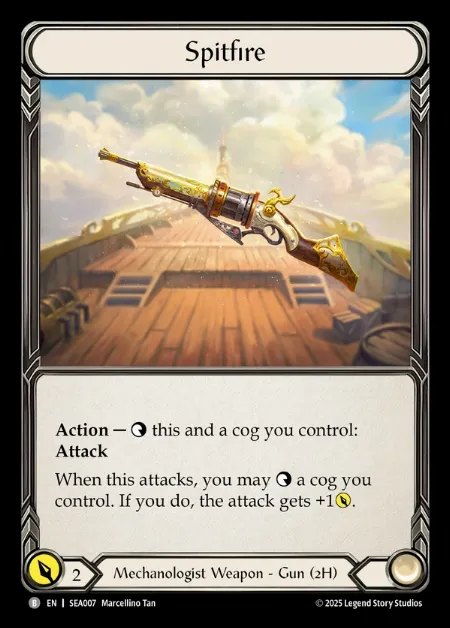 Spitfire
Action — this and a cog you control:
Attack
When this attacks, you may a cog you
control. If you do, the attack gets +1.
2 Mechanologist Weapon - Gun (2H)
B EN | SEA007 Marcellino Tan © 2025 Legend Story Studios